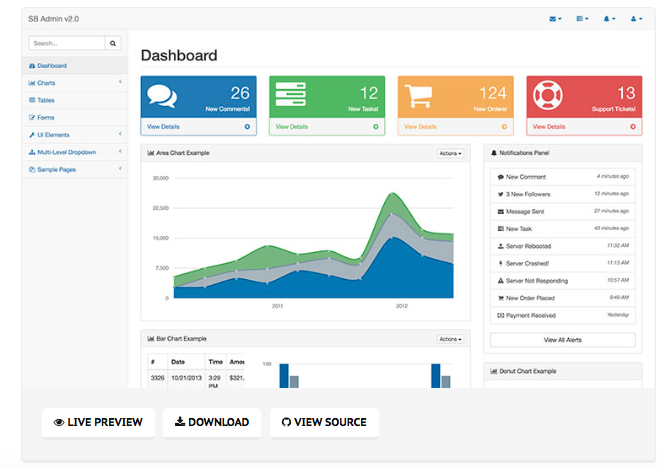 SB Admin v2.0
Search...
Dashboard
Charts
Tables
Forms
UI Elements
Multi-Level Dropdown
Sample Pages
Dashboard
26
New Comments!
View Details
12
New Tasks!
View Details
124
New Orders!
View Details
13
Support Tickets!
View Details
Area Chart Example
Actions
30,000
22,500
15,000
7,500
0
2011
2012
Bar Chart Example
Actions
# Date Time Amou
3326 10/21/2013 3:29 $321.
PM
100
Notifications Panel
New Comment 4 minutes ago
3 New Followers 12 minutes ago
Message Sent 27 minutes ago
New Task 43 minutes ago
Server Rebooted 11:32 AM
Server Crashed! 11:13 AM
Server Not Responding 10:57 AM
New Order Placed 9:49 AM
Payment Received Yesterday
View All Alerts
Donut Chart Example
LIVE PREVIEW
DOWNLOAD
VIEW SOURCE